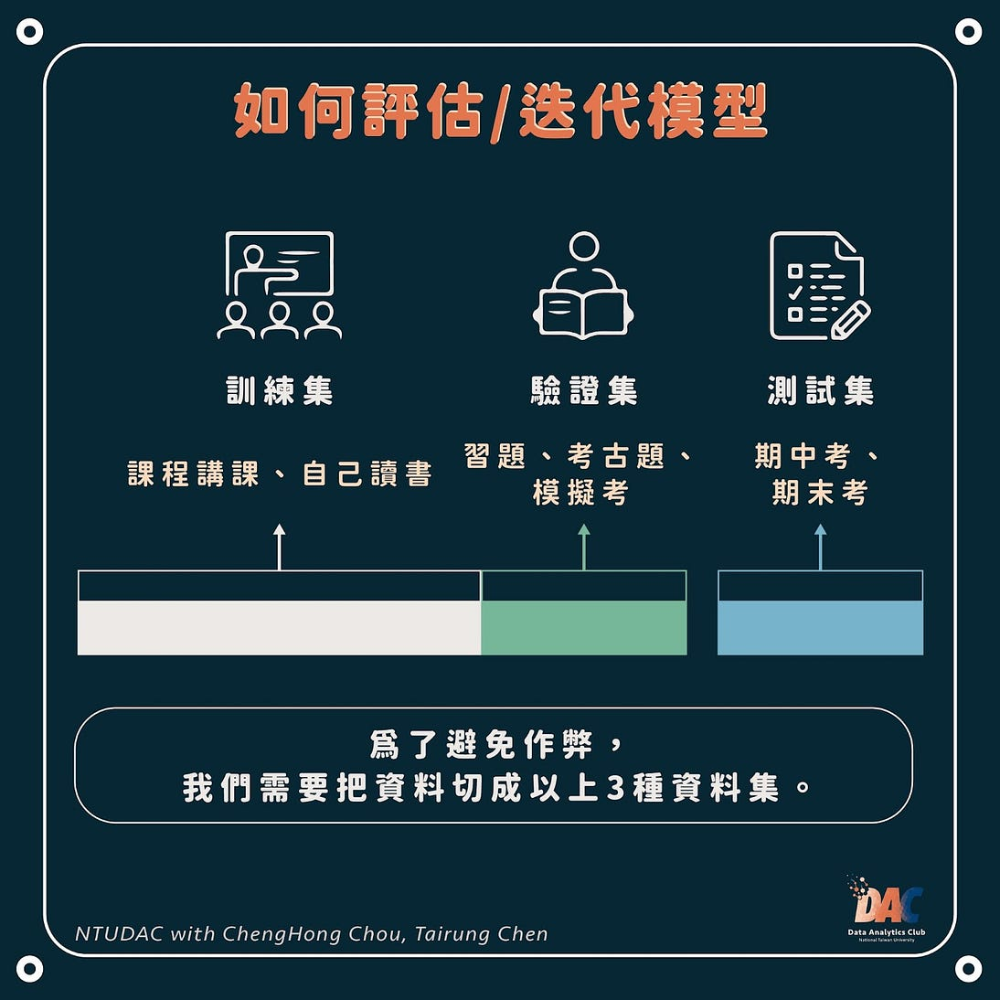 如何評估/迭代模型
訓練集
驗證集
測試集
課程講課、自己讀書
習題、考古題、
模擬考
期中考、
期末考
為了避免作弊，
我們需要把資料切成以上3種資料集。
NTUDAC with ChengHong Chou, Tairung Chen
DAC
Data Analytics Club
National Taiwan University